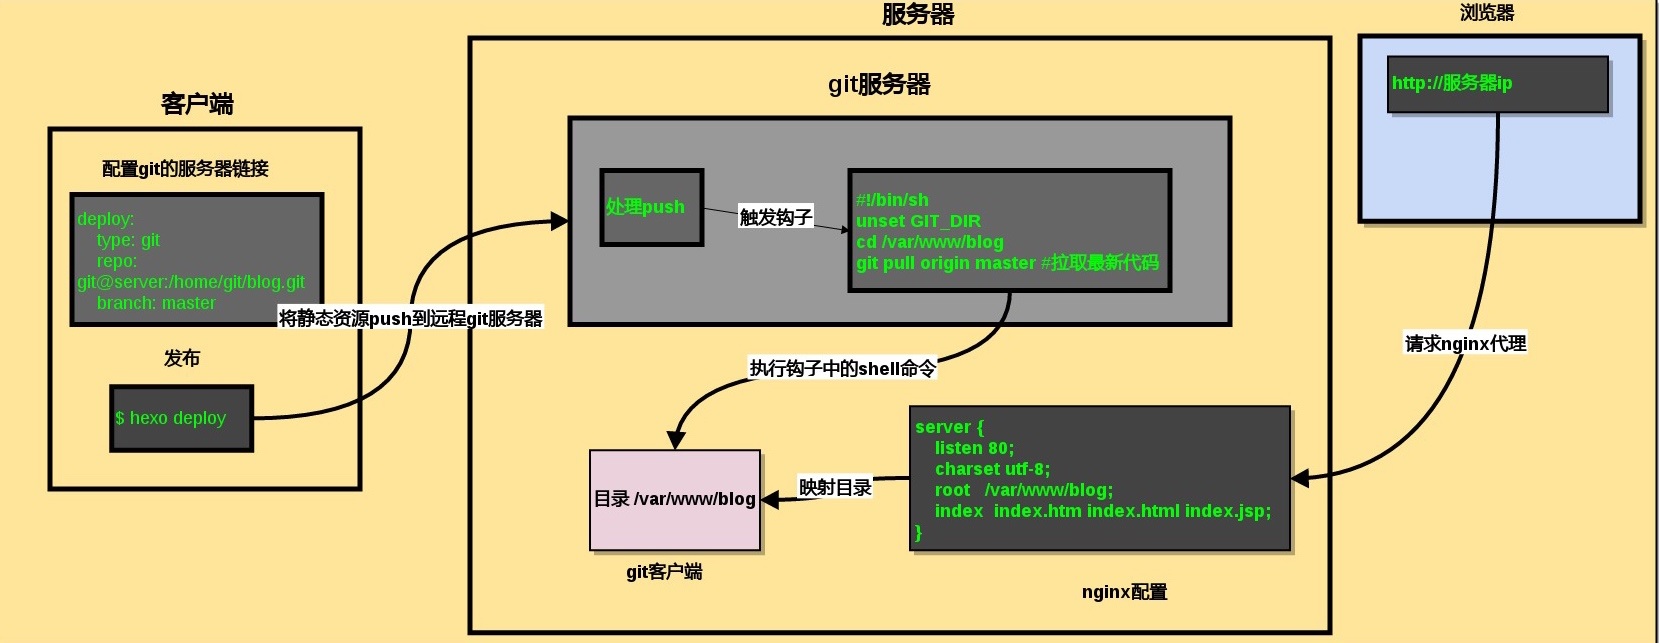 服务器
浏览器
http://服务器ip
git服务器
客户端
配置git的服务器链接
deploy:
type: git
repo:
git@server:/home/git/blog.git
branch: master
处理push
触发钩子
#!/bin/sh
unset GIT_DIR
cd /var/www/blog
git pull origin master #拉取最新代码
将静态资源push到远程git服务器
发布
$ hexo deploy
执行钩子中的shell命令
请求nginx代理
目录 /var/www/blog
映射目录
server {
listen 80;
charset utf-8;
root /var/www/blog;
index index.htm index.html index.jsp;
}
git客户端
nginx配置